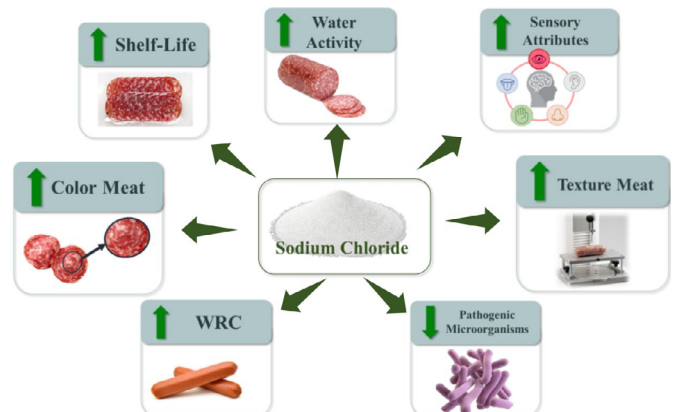 Shelf-Life
Water
Activity
Sensory
Attributes
Color Meat
Texture Meat
Sodium Chloride
WRC
Pathogenic
Microorganisms